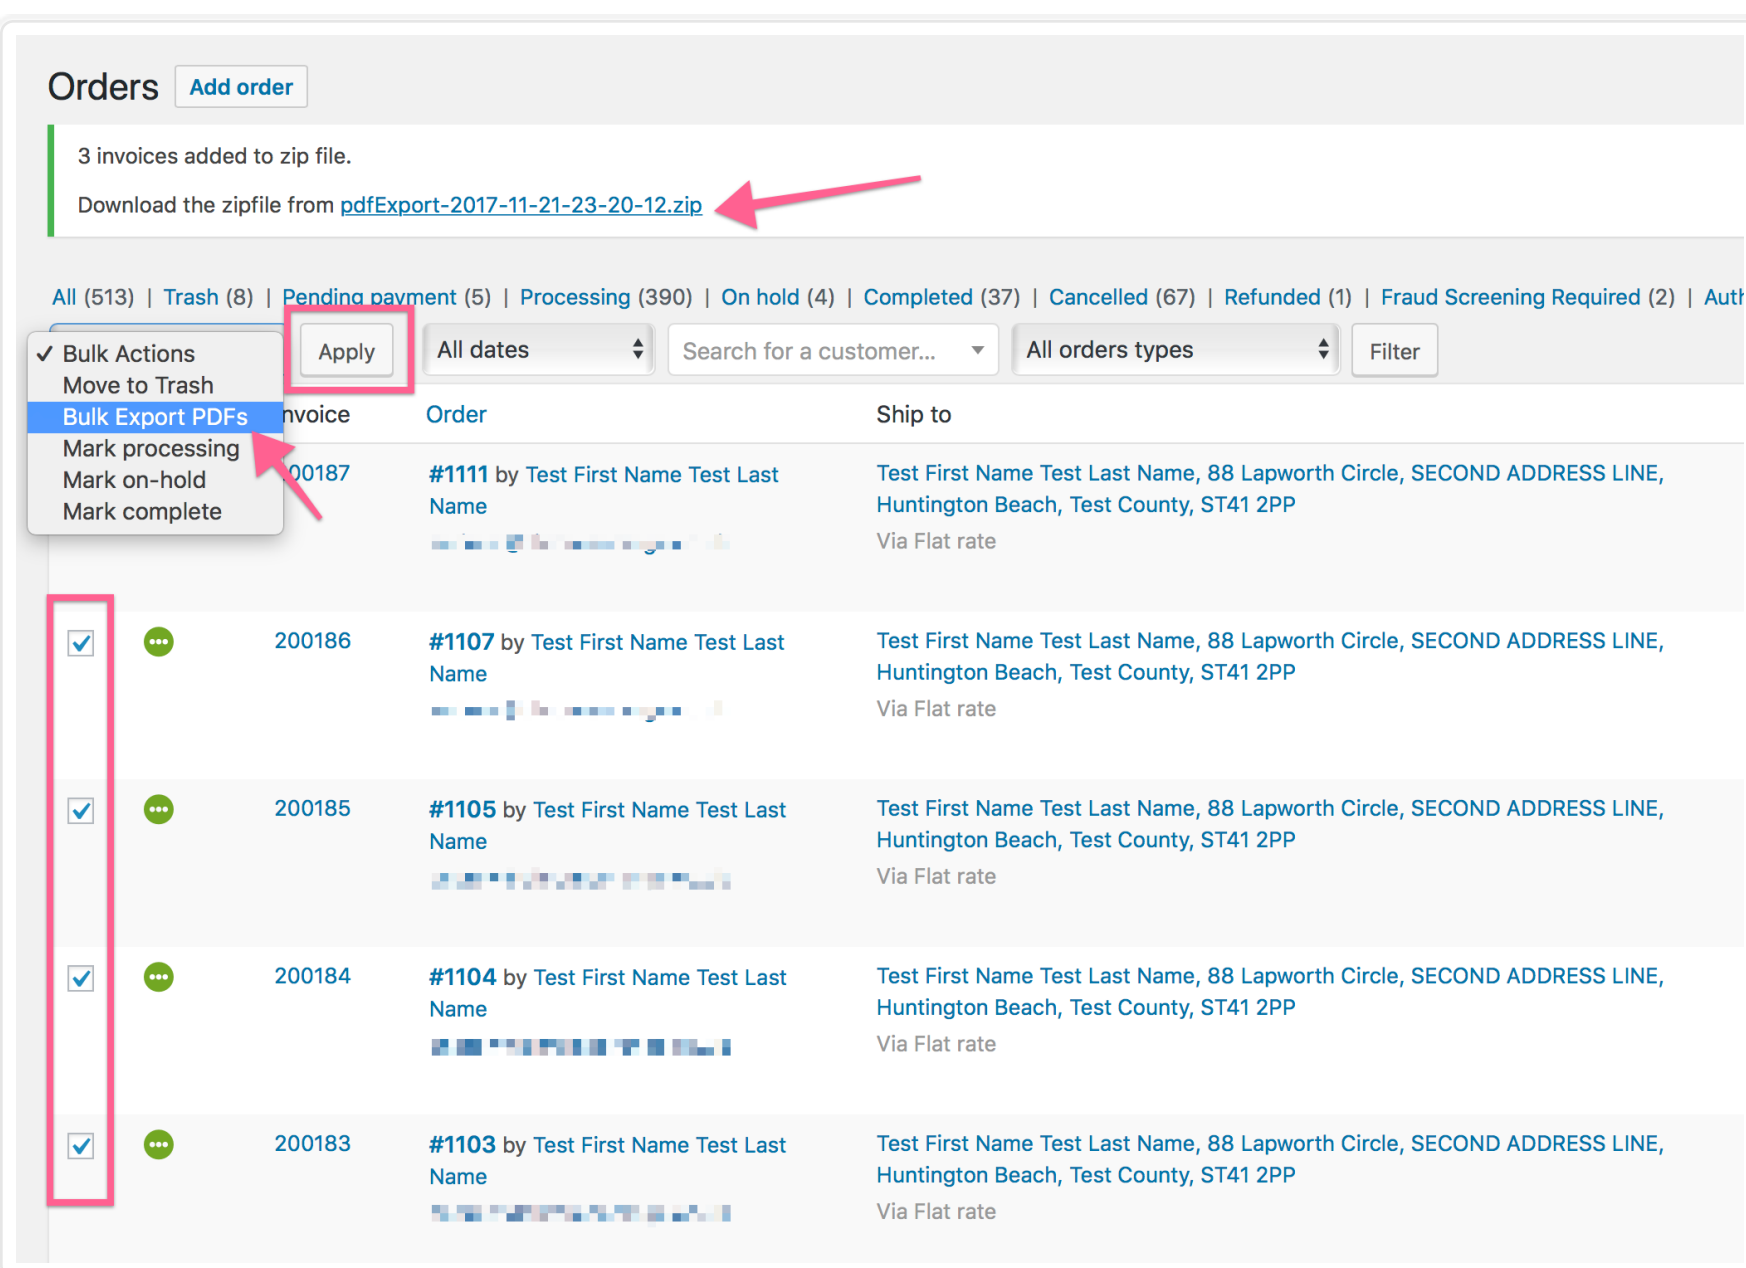 Orders Add order
3 invoices added to zip file.
Download the zipfile from pdfExport-2017-11-21-23-20-12.zip
All (513) | Trash (8) | Pending payment (5) | Processing (390) | On hold (4) | Completed (37) | Cancelled (67) | Refunded (1) | Fraud Screening Required (2) | Auth
Bulk Actions
Move to Trash
Bulk Export PDFs
Mark processing
Mark on-hold
Mark complete
Apply All dates Search for a customer... All orders types Filter
nvoice Order Ship to
00187 #1111 by Test First Name Test Last Test First Name Test Last Name, 88 Lapworth Circle, SECOND ADDRESS LINE,
Name Huntington Beach, Test County, ST41 2PP
Via Flat rate
200186 #1107 by Test First Name Test Last Test First Name Test Last Name, 88 Lapworth Circle, SECOND ADDRESS LINE,
Name Huntington Beach, Test County, ST41 2PP
Via Flat rate
200185 #1105 by Test First Name Test Last Test First Name Test Last Name, 88 Lapworth Circle, SECOND ADDRESS LINE,
Name Huntington Beach, Test County, ST41 2PP
Via Flat rate
200184 #1104 by Test First Name Test Last Test First Name Test Last Name, 88 Lapworth Circle, SECOND ADDRESS LINE,
Name Huntington Beach, Test County, ST41 2PP
Via Flat rate
200183 #1103 by Test First Name Test Last Test First Name Test Last Name, 88 Lapworth Circle, SECOND ADDRESS LINE,
Name Huntington Beach, Test County, ST41 2PP
Via Flat rate